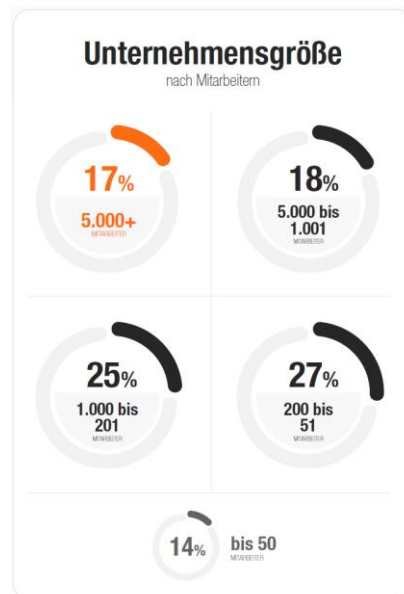 Unternehmensgröße
nach Mitarbeitern
17%
5.000+
MITARBEITER
18%
5.000 bis
1.001
MITARBEITER
25%
1.000 bis
201
MITARBEITER
27%
200 bis
51
MITARBEITER
14%
bis 50
MITARBEITER